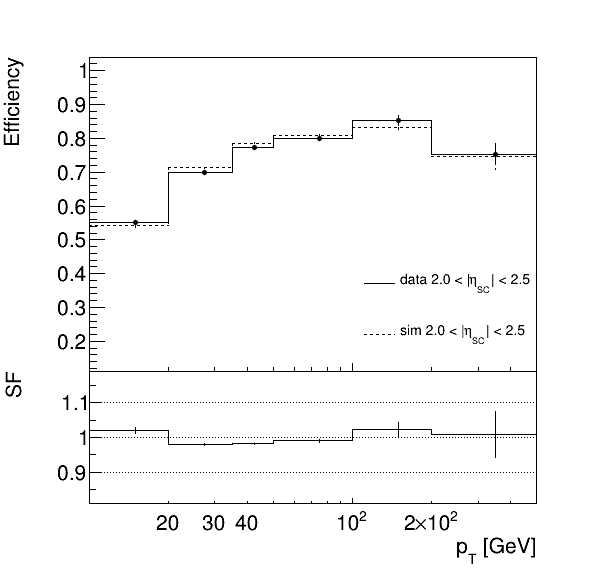 Efficiency
1
0.9
0.8
0.7
0.6
0.5
0.4
0.3
0.2
data 2.0 < |η_SC| < 2.5
sim 2.0 < |η_SC| < 2.5
SF
1.1
1
0.9
20 30 40 10² 2×10²
p_T [GeV]